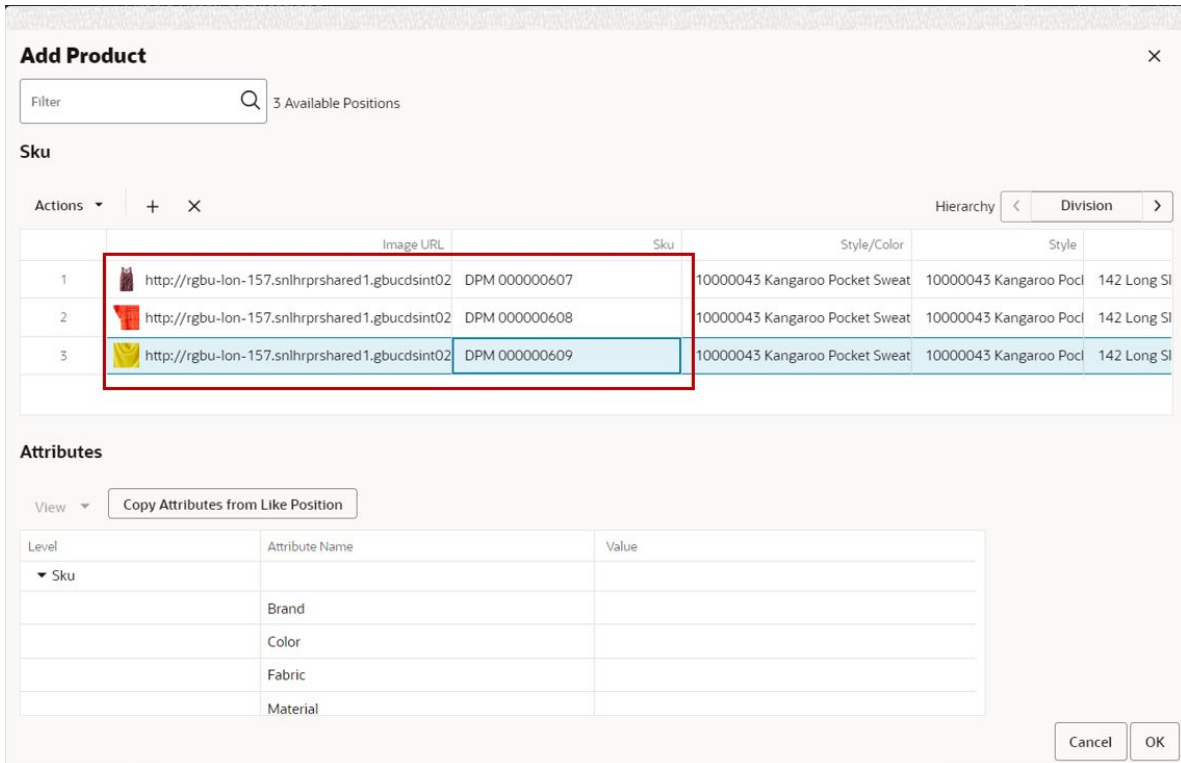 Add Product
Filter
3 Available Positions
Sku
Actions
Hierarchy
Division
Image URL Sku Style/Color Style
1 http://rgbu-lon-157.snlhrprshared1.gbucdsint02 DPM 000000607 10000043 Kangaroo Pocket Sweat 10000043 Kangaroo Pocl 142 Long Sl
2 http://rgbu-lon-157.snlhrprshared1.gbucdsint02 DPM 000000608 10000043 Kangaroo Pocket Sweat 10000043 Kangaroo Pocl 142 Long Sl
3 http://rgbu-lon-157.snlhrprshared1.gbucdsint02 DPM 000000609 10000043 Kangaroo Pocket Sweat 10000043 Kangaroo Pocl 142 Long Sl
Attributes
View
Copy Attributes from Like Position
Level Attribute Name Value
Sku
Brand
Color
Fabric
Material
Cancel OK